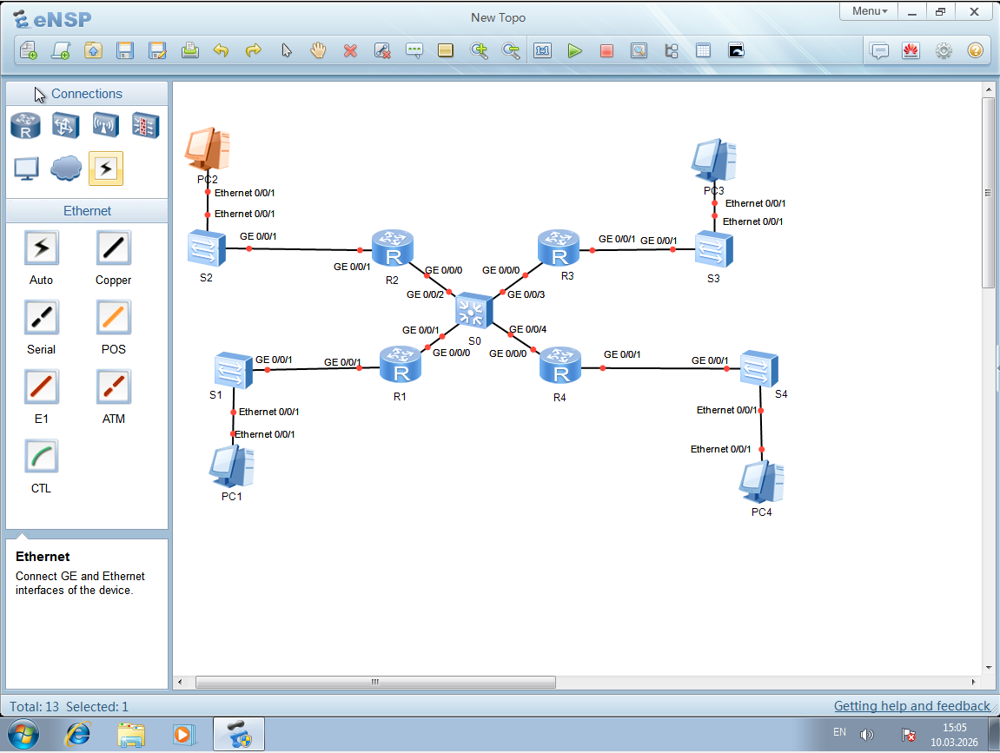 eNSP
New Topo
Menu
1:1
Connections
R
Ethernet
Auto
Copper
Serial
POS
E1
ATM
CTL
Ethernet
Connect GE and Ethernet
interfaces of the device.
PC2
Ethernet 0/0/1
Ethernet 0/0/1
GE 0/0/1
S2
GE 0/0/1
R
R2
GE 0/0/0
GE 0/0/2
PC3
Ethernet 0/0/1
Ethernet 0/0/1
GE 0/0/1
GE 0/0/1
S3
R
R3
GE 0/0/0
GE 0/0/3
S0
GE 0/0/1
GE 0/0/0
GE 0/0/4
GE 0/0/0
GE 0/0/1
GE 0/0/1
S1
R
R1
Ethernet 0/0/1
Ethernet 0/0/1
PC1
R
R4
GE 0/0/1
GE 0/0/1
S4
Ethernet 0/0/1
Ethernet 0/0/1
PC4
Total: 13 Selected: 1
Getting help and feedback
EN
15:05
10.03.2026